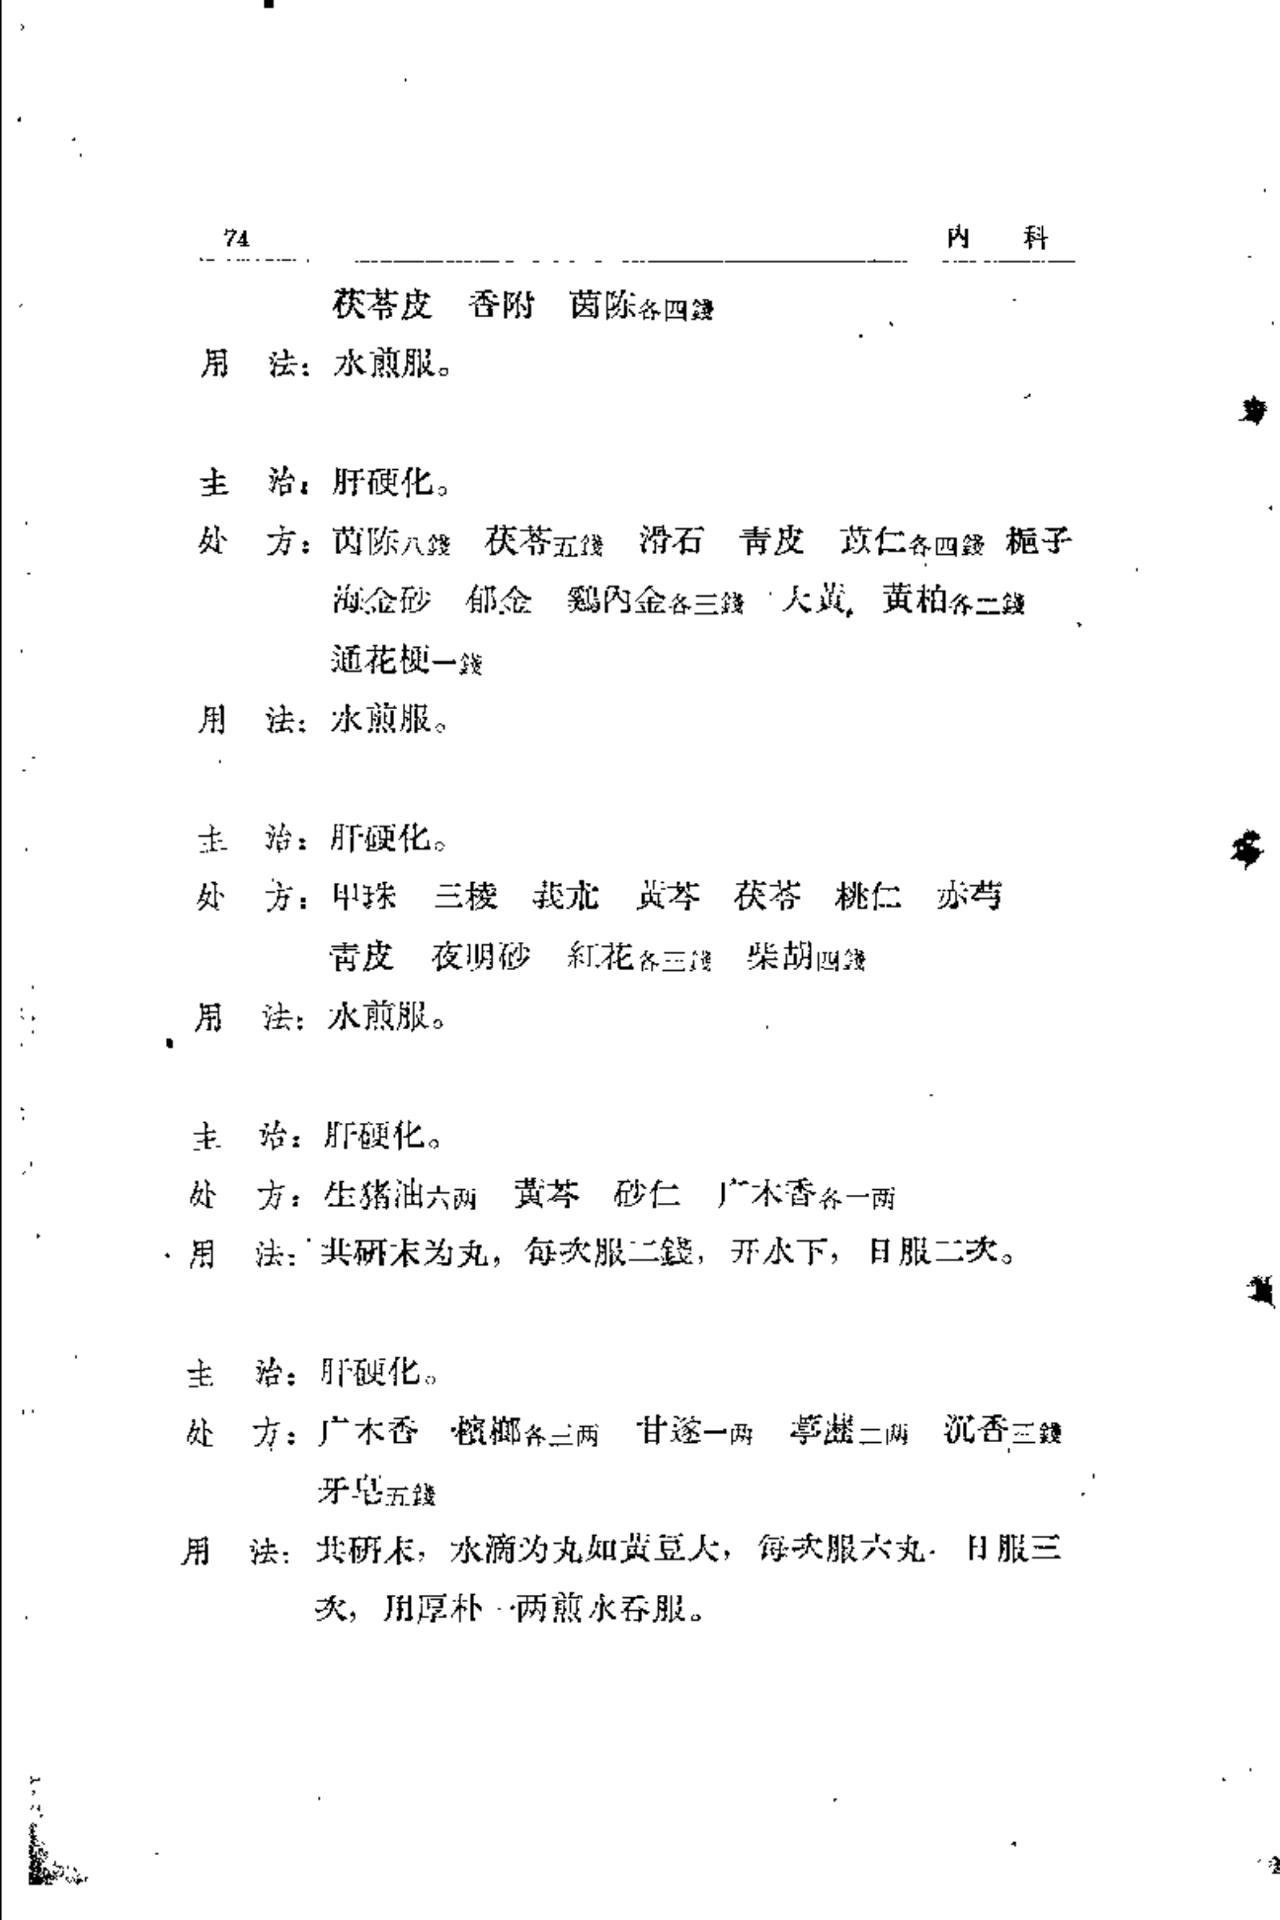 74 内 科
茯苓皮 香附 茵陈各四錢
用 法：水煎服。
主 治：肝硬化。
处 方：茵陈八錢 茯苓五錢 滑石 青皮 苡仁各四錢 梔子
海金砂 郁金 鷄內金各三錢 大黃 黃柏各二錢
通花梗一錢
用 法：水煎服。
主 治：肝硬化。
处 方：甲珠 三棱 莪朮 黃芩 茯苓 桃仁 赤芍
青皮 夜明砂 紅花各三錢 柴胡四錢
用 法：水煎服。
主 治：肝硬化。
处 方：生猪油六两 黃芩 砂仁 广木香各一两
用 法：共研末为丸，每次服二錢，开水下，日服二次。
主 治：肝硬化。
处 方：广木香 檳榔各三两 甘遂一两 葶藶二两 沉香三錢
牙皂五錢
用 法：共研末，水滴为丸如黃豆大，每次服六丸. 日服三
次，用厚朴一两煎水吞服。